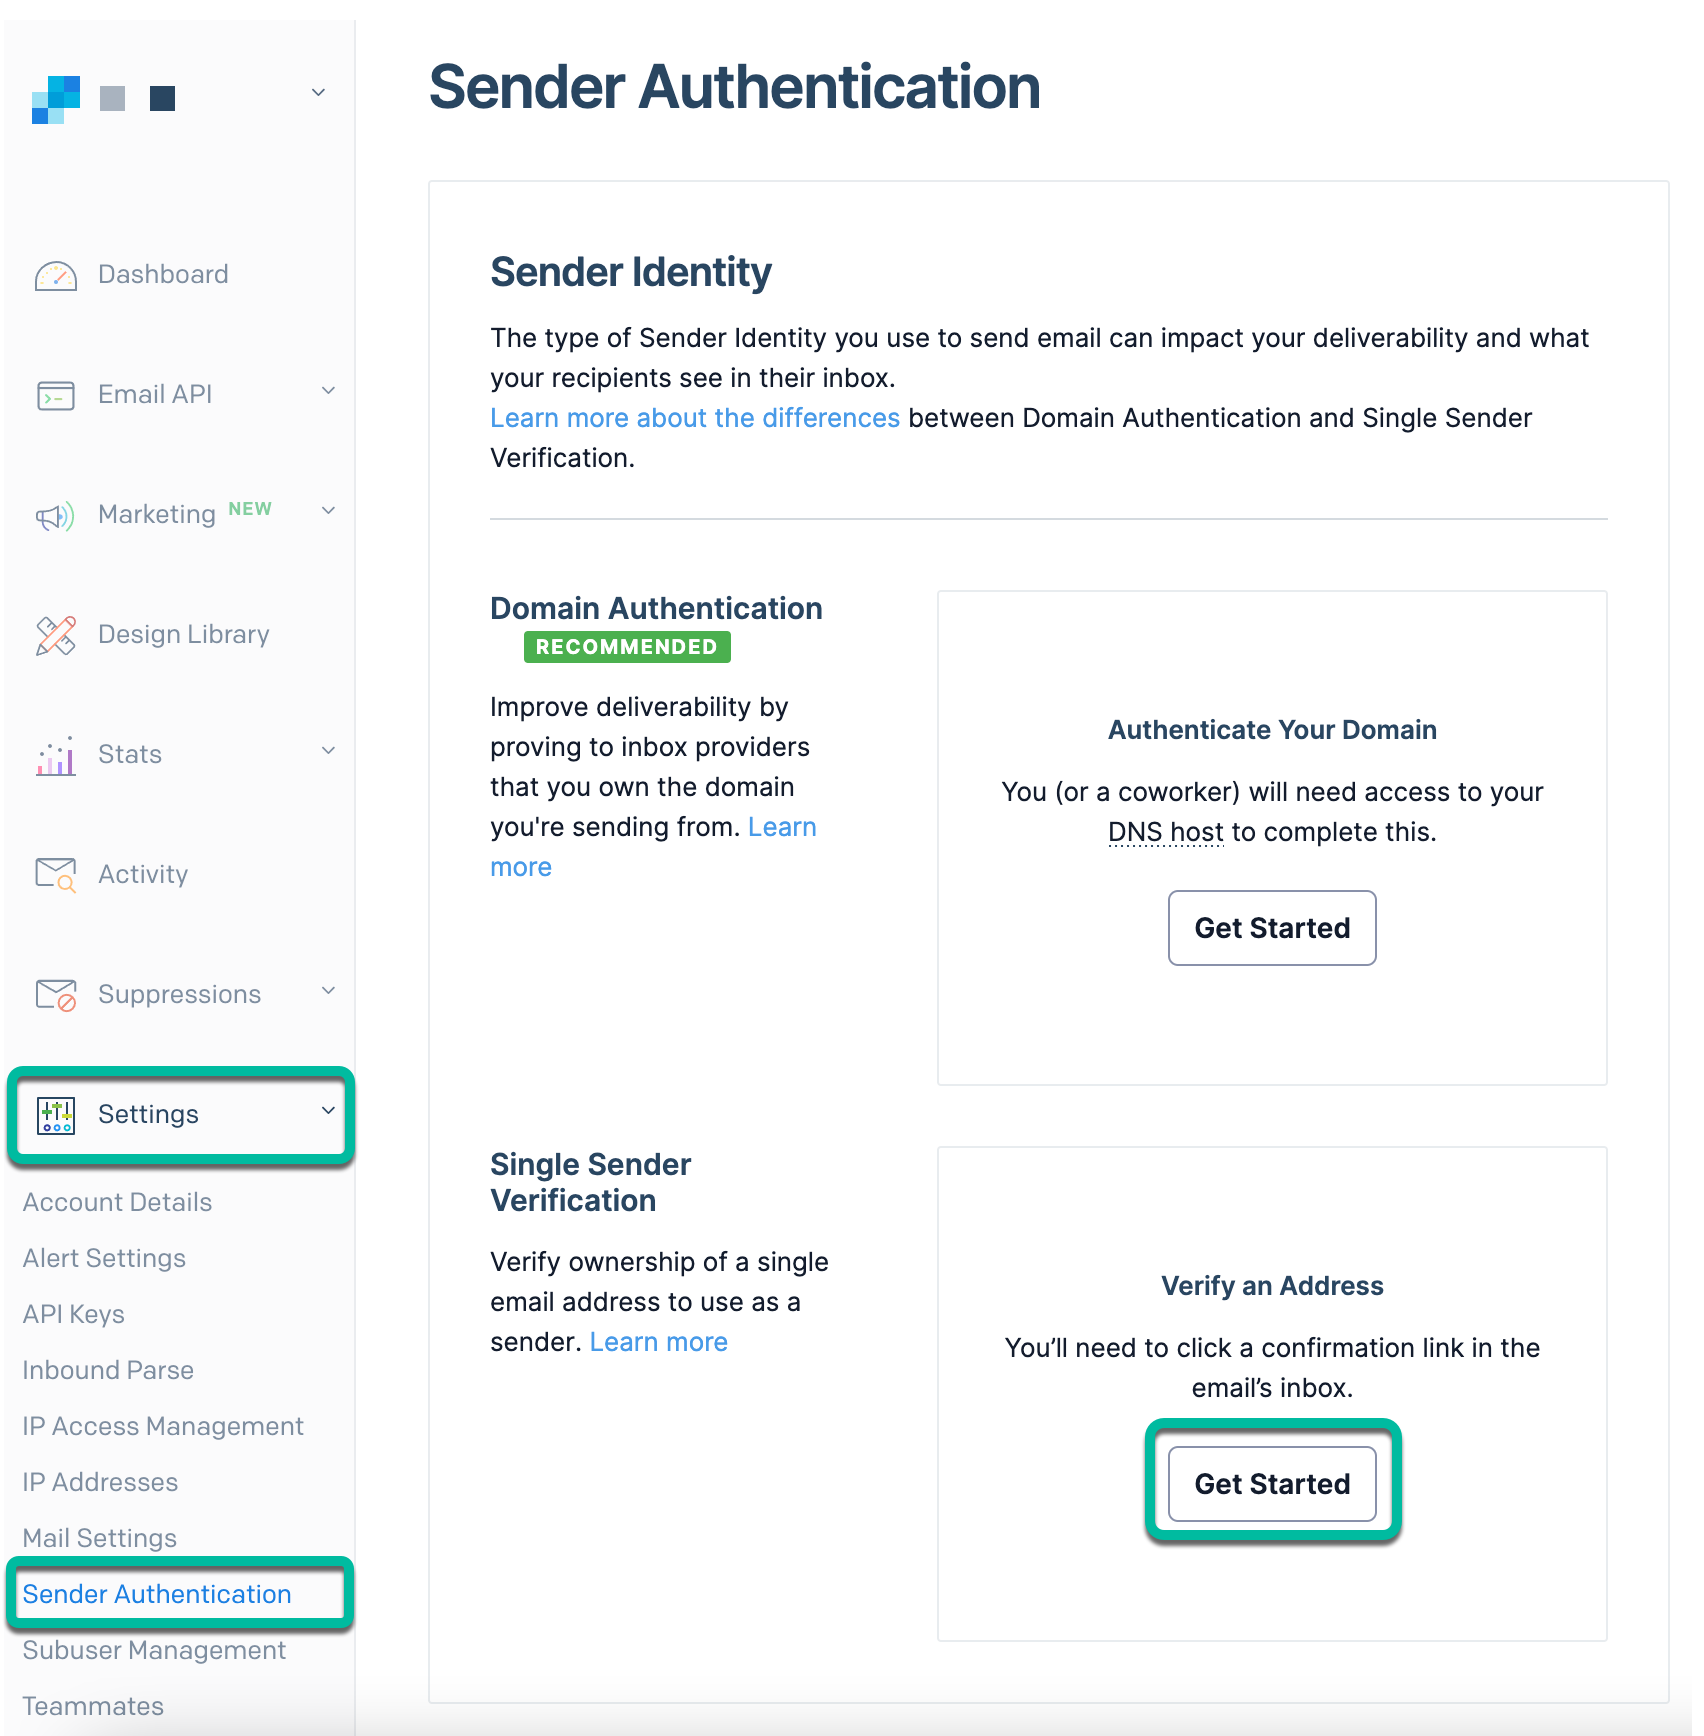 Dashboard
Email API
Marketing NEW
Design Library
Stats
Activity
Suppressions
Settings
Account Details
Alert Settings
API Keys
Inbound Parse
IP Access Management
IP Addresses
Mail Settings
Sender Authentication
Subuser Management
Teammates
Sender Authentication
Sender Identity
The type of Sender Identity you use to send email can impact your deliverability and what
your recipients see in their inbox.
Learn more about the differences between Domain Authentication and Single Sender
Verification.
Domain Authentication
RECOMMENDED
Improve deliverability by
proving to inbox providers
that you own the domain
you're sending from. Learn
more
Authenticate Your Domain
You (or a coworker) will need access to your
DNS host to complete this.
Get Started
Single Sender
Verification
Verify ownership of a single
email address to use as a
sender. Learn more
Verify an Address
You’ll need to click a confirmation link in the
email’s inbox.
Get Started